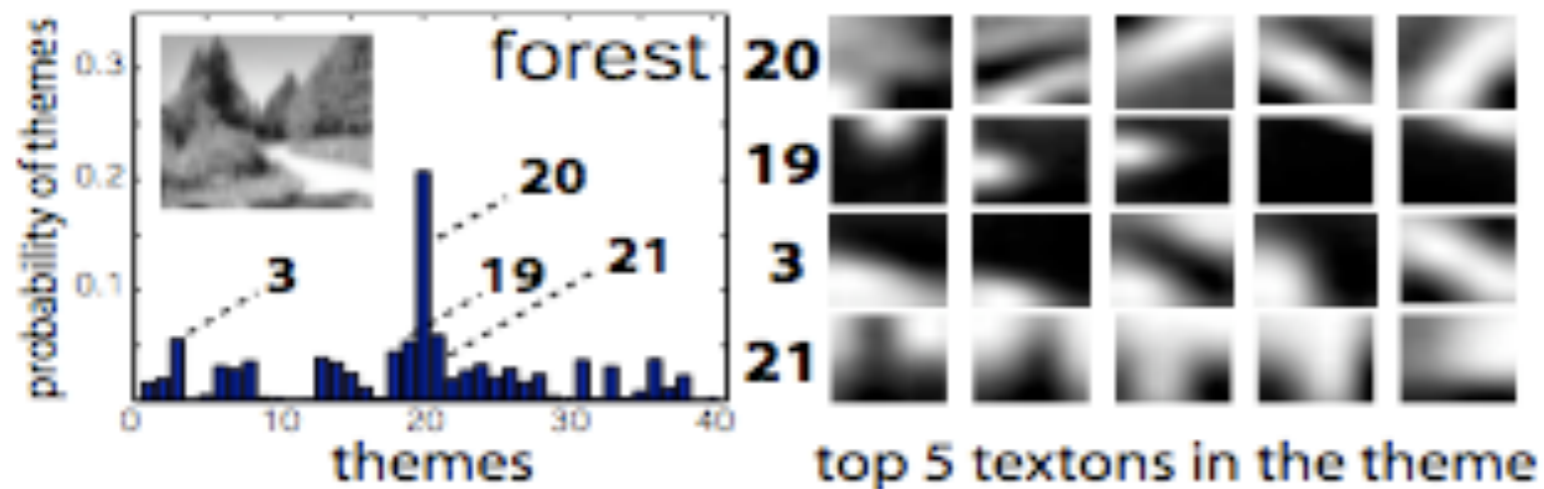 forest
probability of themes
0.3
0.2
0.1
3
20
19
21
0 10 20 30 40
themes
20
19
3
21
top 5 textons in the theme